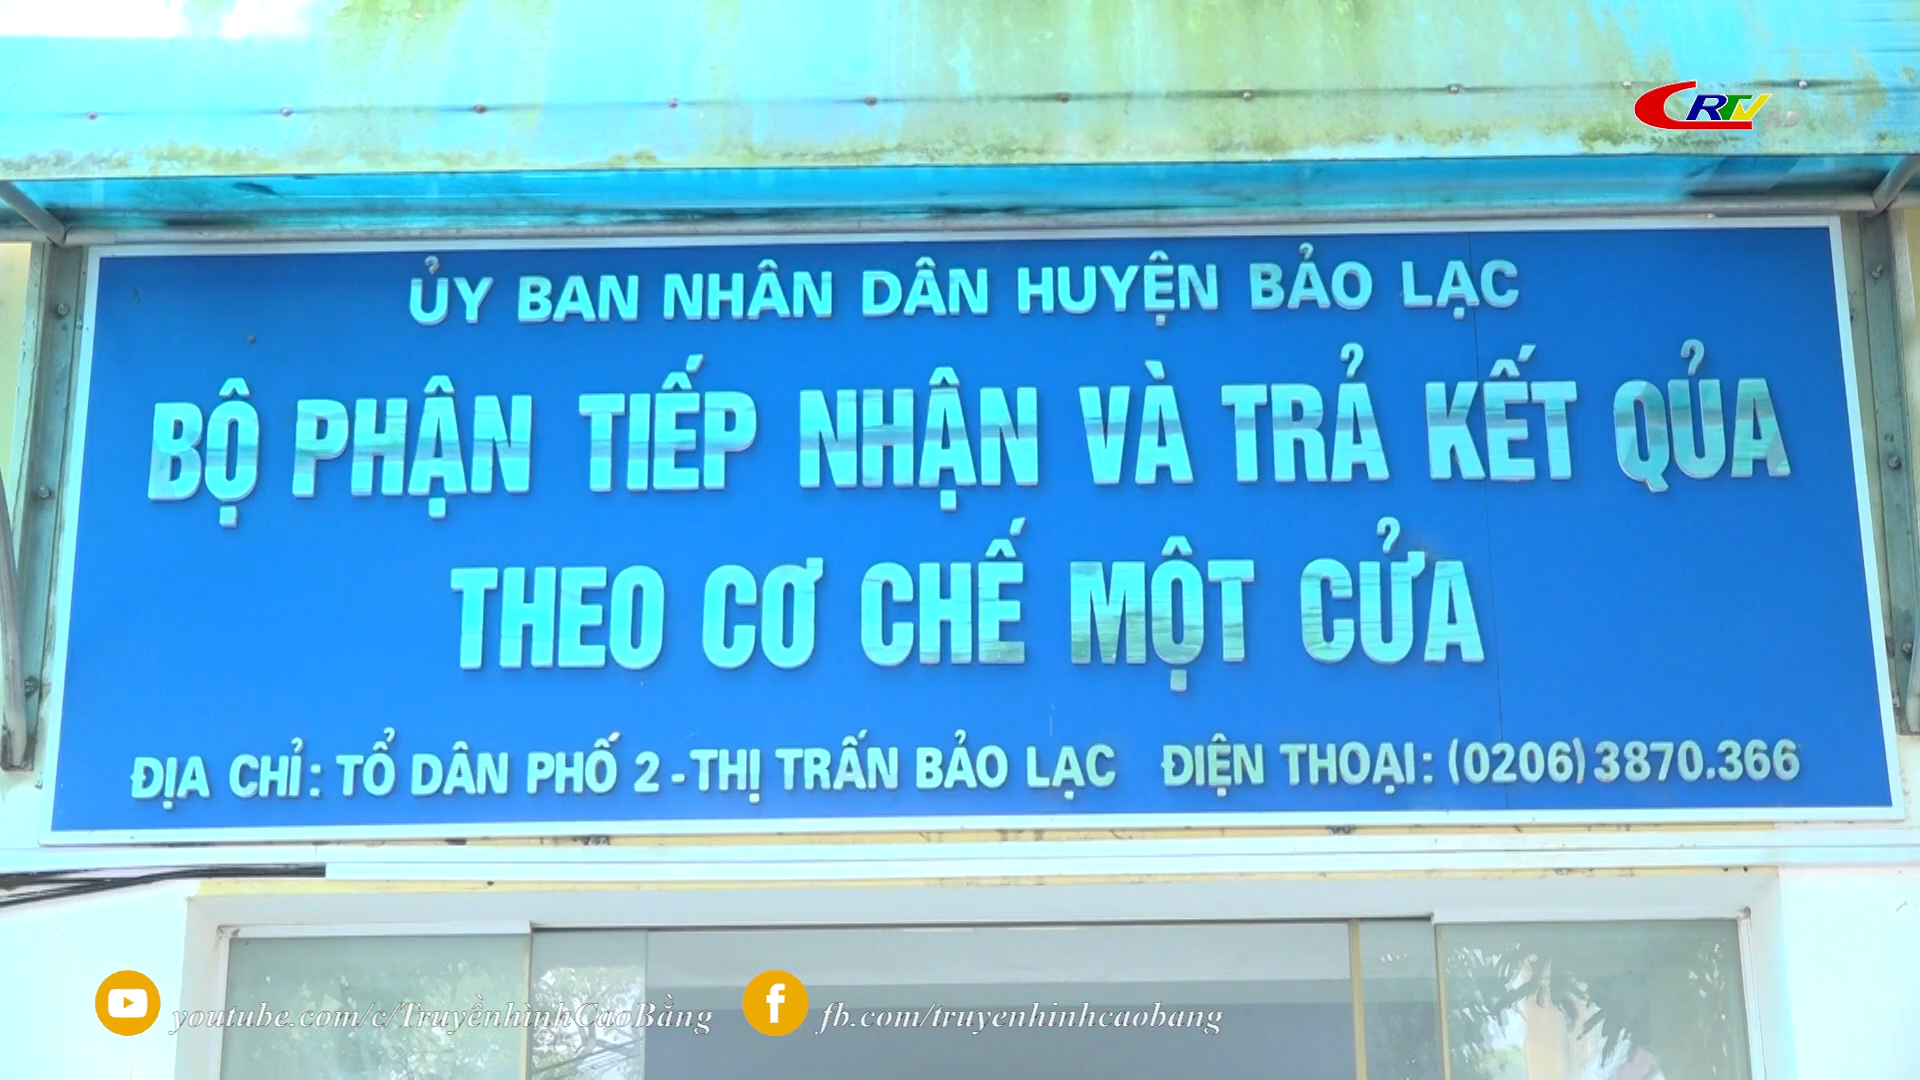 CRTV HD
ỦY BAN NHÂN DÂN HUYỆN BẢO LẠC
BỘ PHẬN TIẾP NHẬN VÀ TRẢ KẾT QỦA
THEO CƠ CHẾ MỘT CỬA
ĐỊA CHỈ: TỔ DÂN PHỐ 2 - THỊ TRẤN BẢO LẠC ĐIỆN THOẠI: (0206) 3870.366
youtube.com/c/TruyềnhìnhCaoBằng fb.com/truyenhinhcaobang